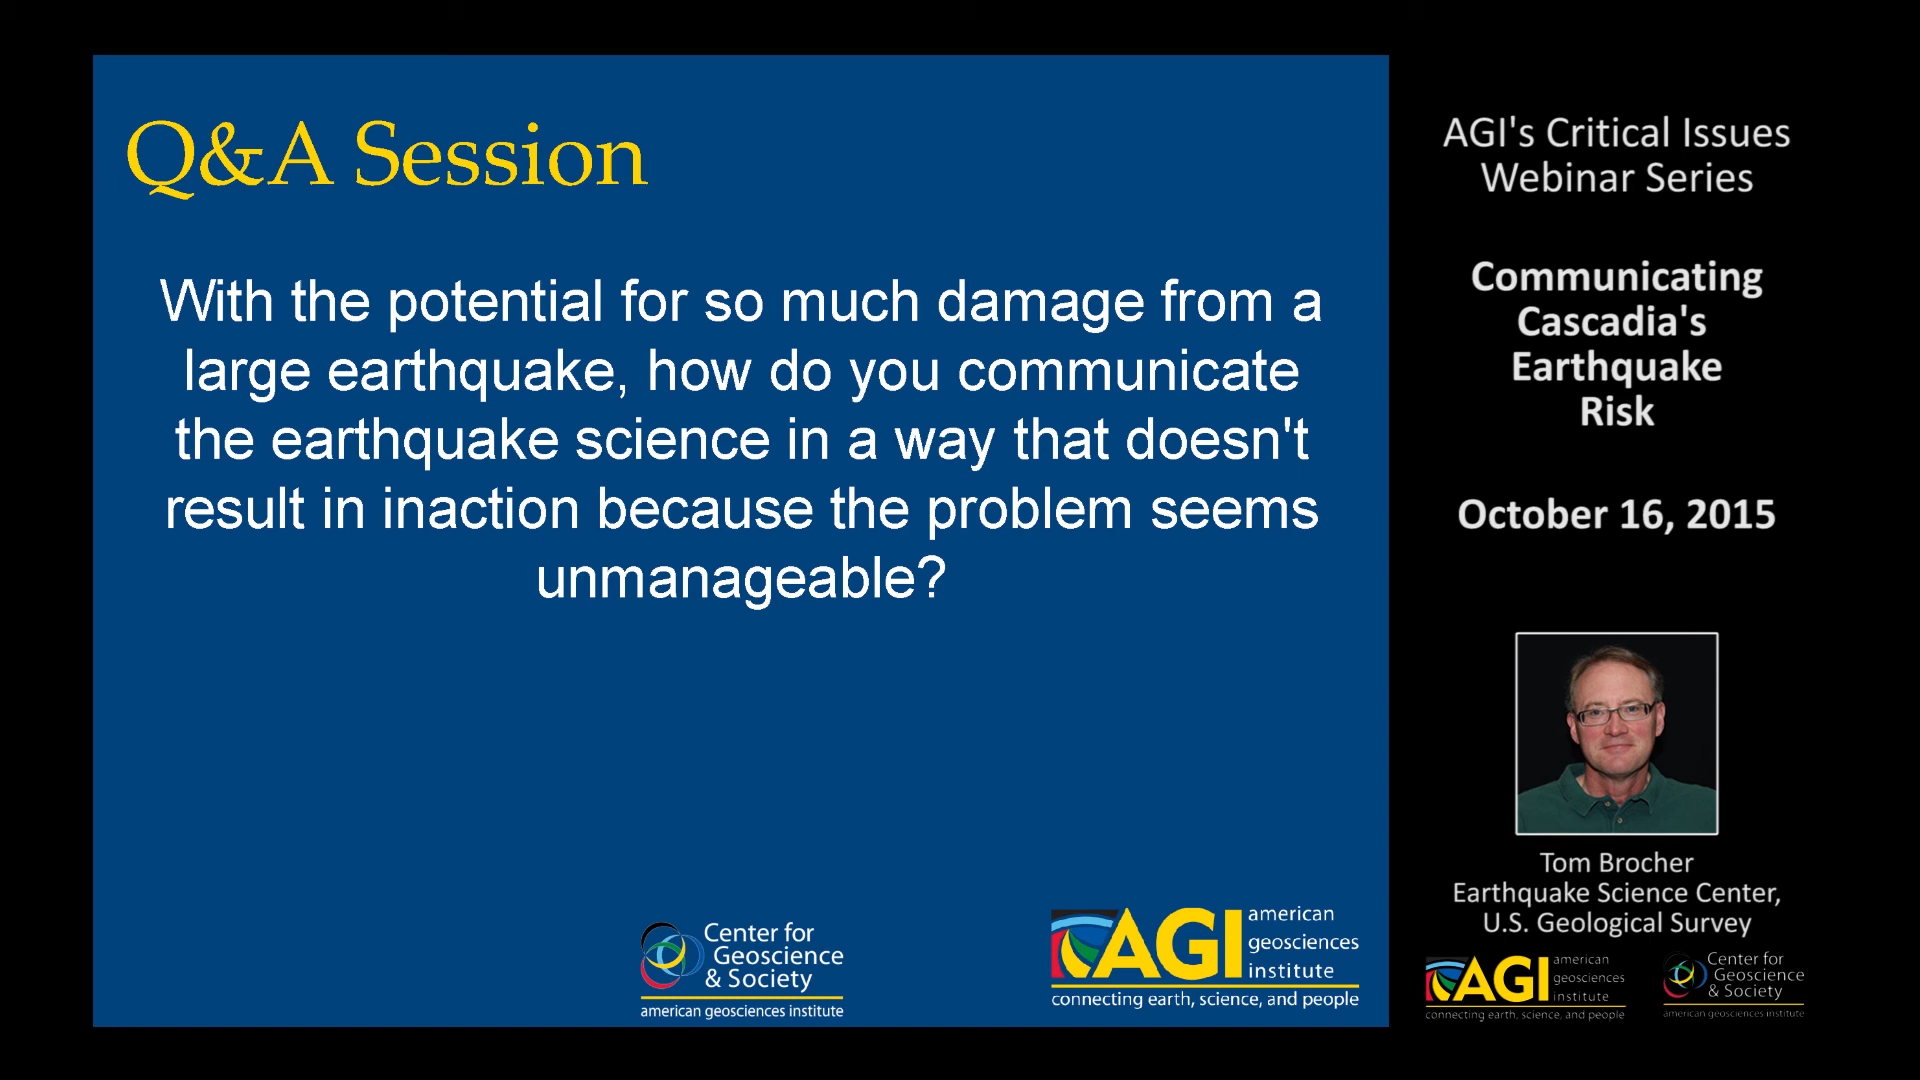 Q&A Session
With the potential for so much damage from a
large earthquake, how do you communicate
the earthquake science in a way that doesn't
result in inaction because the problem seems
unmanageable?
Center for
Geoscience
& Society
american geosciences institute
AGI
american
geosciences
institute
connecting earth, science, and people
AGI's Critical Issues
Webinar Series
Communicating
Cascadia's
Earthquake
Risk
October 16, 2015
Tom Brocher
Earthquake Science Center,
U.S. Geological Survey
AGI
american
geosciences
institute
connecting earth, science, and people
Center for
Geoscience
& Society
american geosciences institute